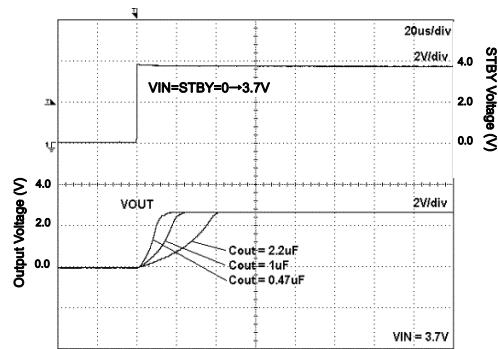 20us/div
2V/div
4.0
VIN=STBY=0→3.7V
2.0
0.0
STBY Voltage (V)
4.0
VOUT
2V/div
2.0
Output Voltage (V)
Cout = 2.2uF
0.0
Cout = 1uF
Cout = 0.47uF
VIN = 3.7V